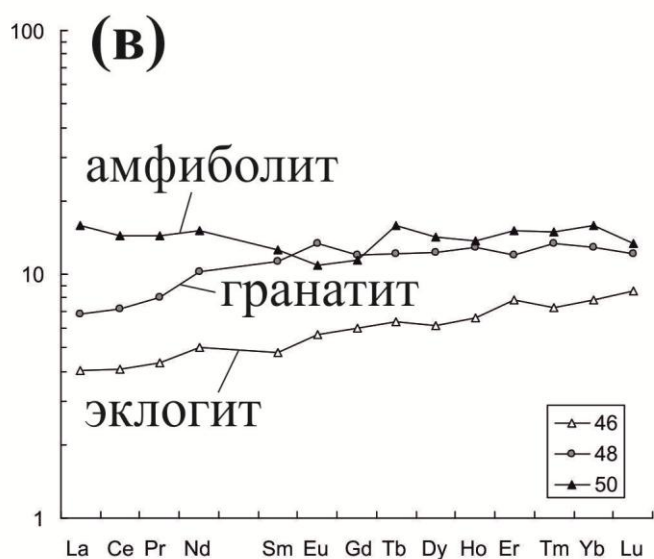 100
(в)
амфиболит
10
гранатит
эклогит
46
48
50
1
La Ce Pr Nd Sm Eu Gd Tb Dy Ho Er Tm Yb Lu